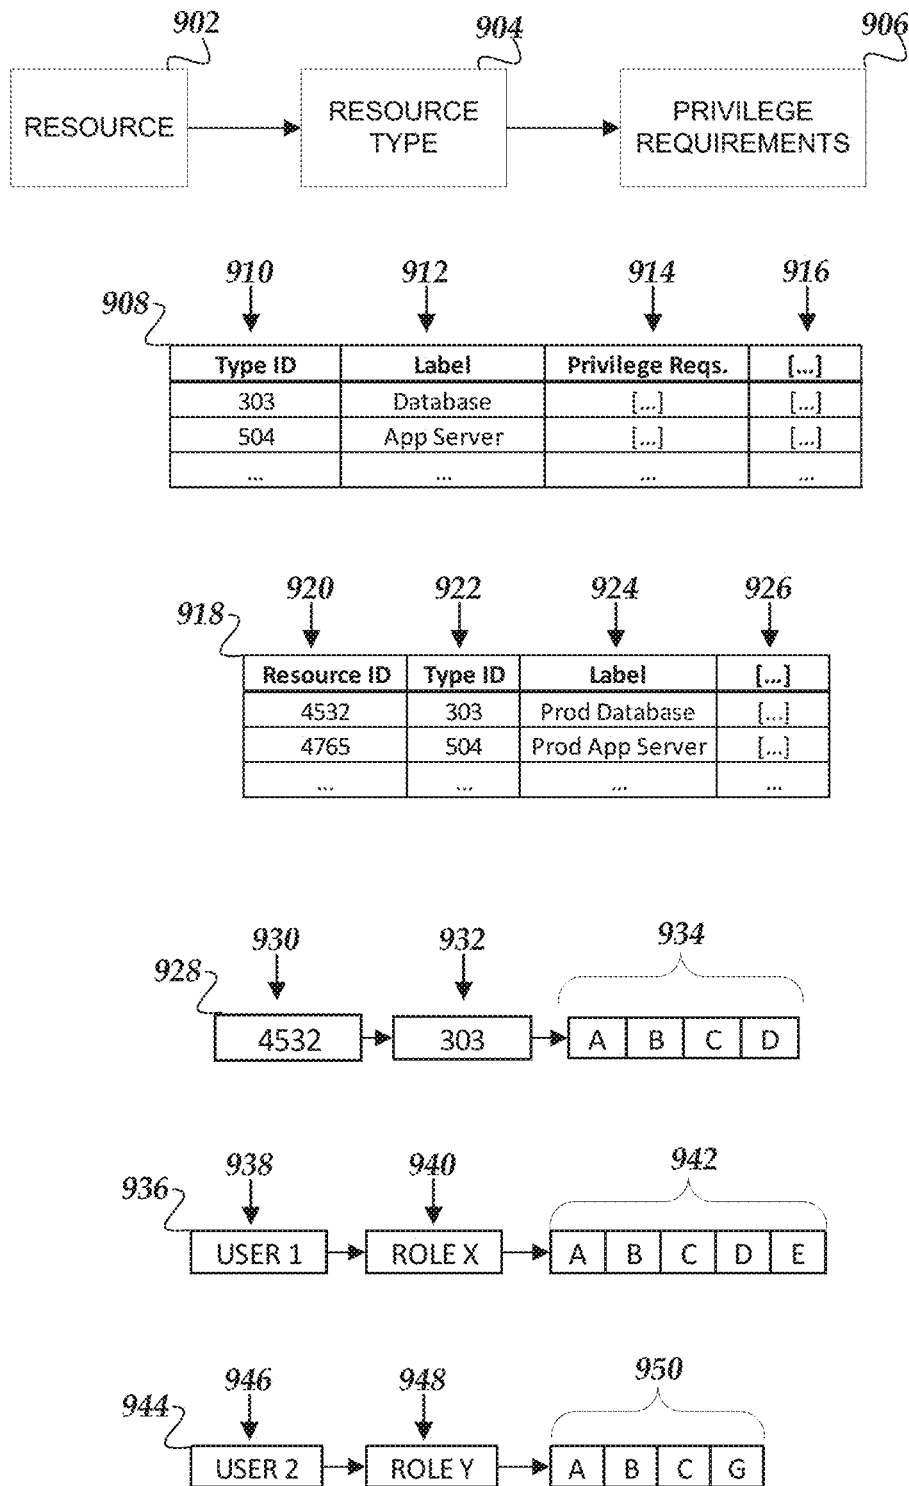 902 904 906
RESOURCE RESOURCE TYPE PRIVILEGE REQUIREMENTS
910 912 914 916
908
Type ID Label Privilege Reqs. [...]
303 Database [...] [...]
504 App Server [...] [...]
... ... ... ...
920 922 924 926
918
Resource ID Type ID Label [...]
4532 303 Prod Database [...]
4765 504 Prod App Server [...]
... ... ... ...
930 932 934
928
4532 303 A B C D
938 940 942
936
USER 1 ROLE X A B C D E
946 948 950
944
USER 2 ROLE Y A B C G